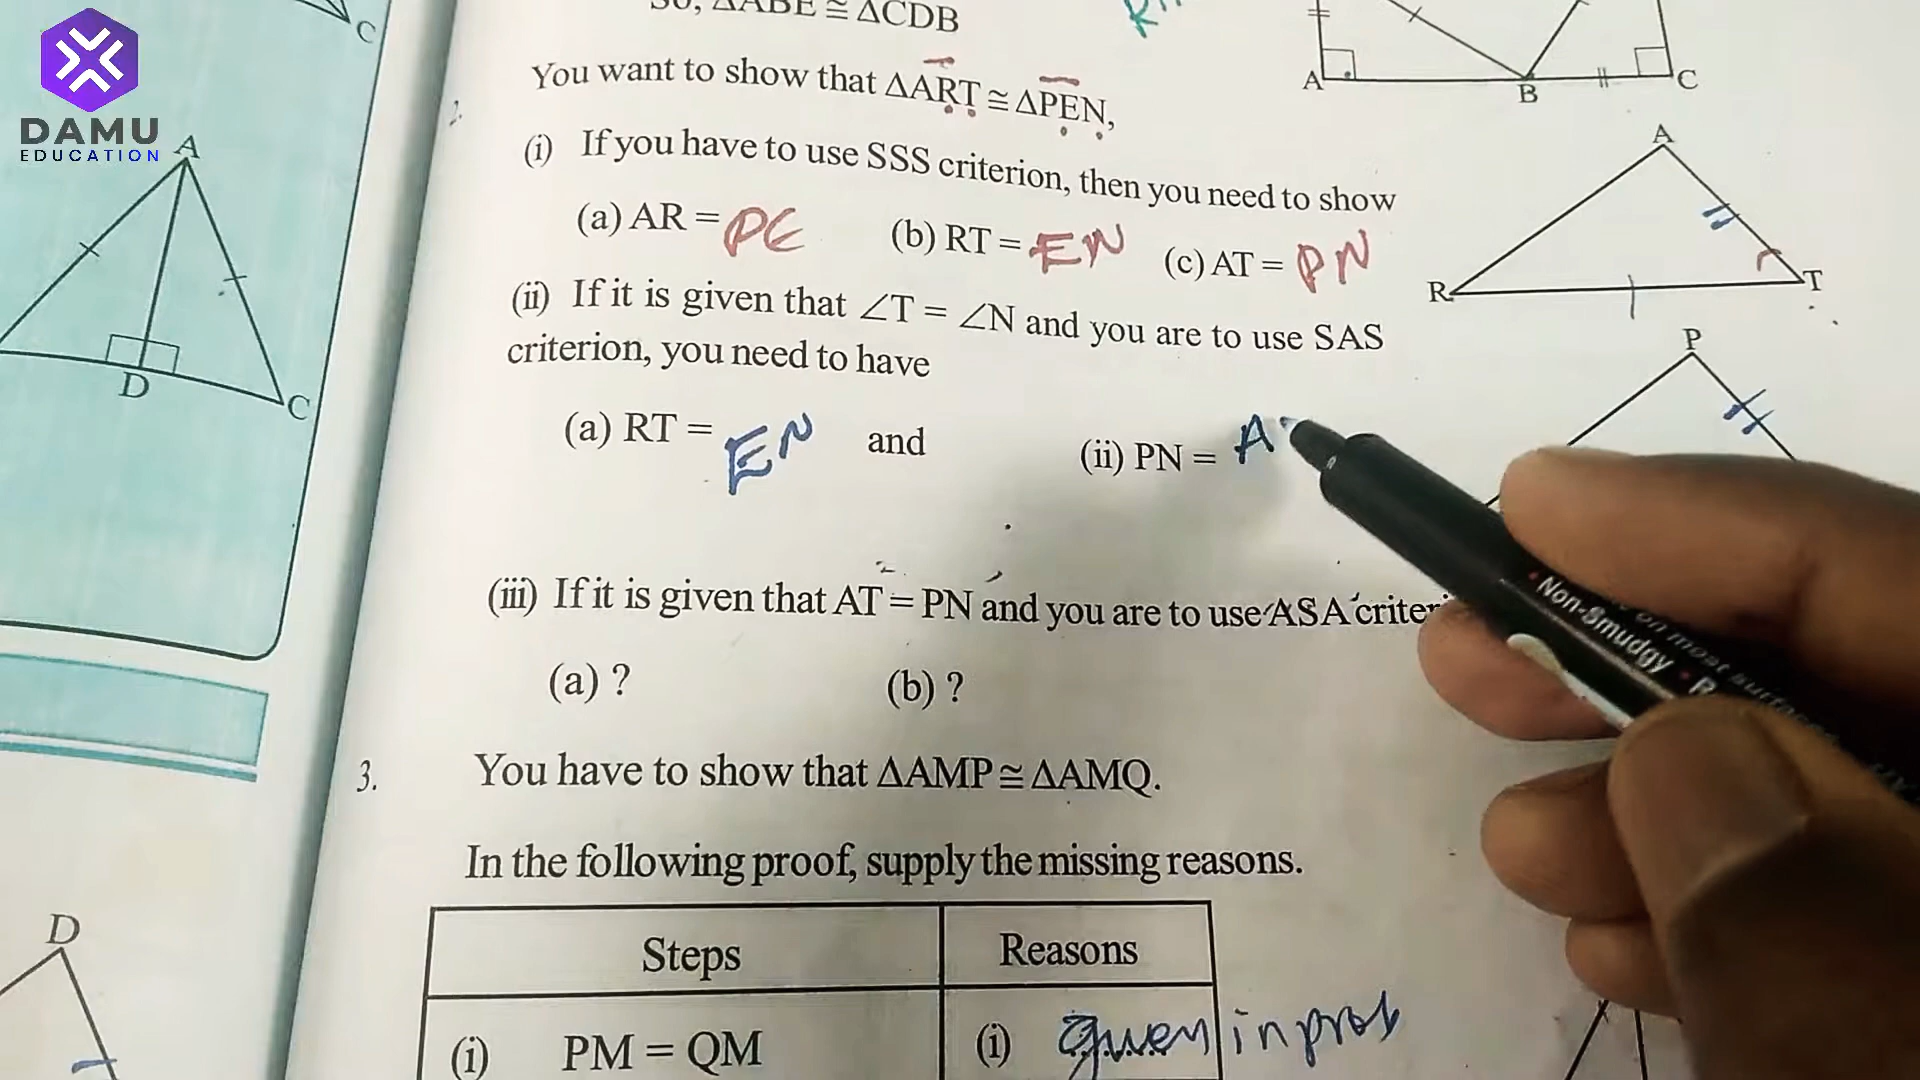 DAMU
EDUCATION
C
A
D
C
D
ΔABE ≅ ΔCDB
A
B
C
2.
You want to show that ΔART ≅ ΔPEN,
(i) If you have to use SSS criterion, then you need to show
(a) AR = PE (b) RT = EN (c) AT = PN
(ii) If it is given that ∠T = ∠N and you are to use SAS
criterion, you need to have
(a) RT = EN and (ii) PN = A
A
R
T
P
(iii) If it is given that AT = PN and you are to use ASA
(a) ? (b) ?
3. You have to show that ΔAMP ≅ ΔAMQ.
In the following proof, supply the missing reasons.
Steps Reasons
(i) PM = QM (i) given in prob
Non-Smudgy
on most surfaces